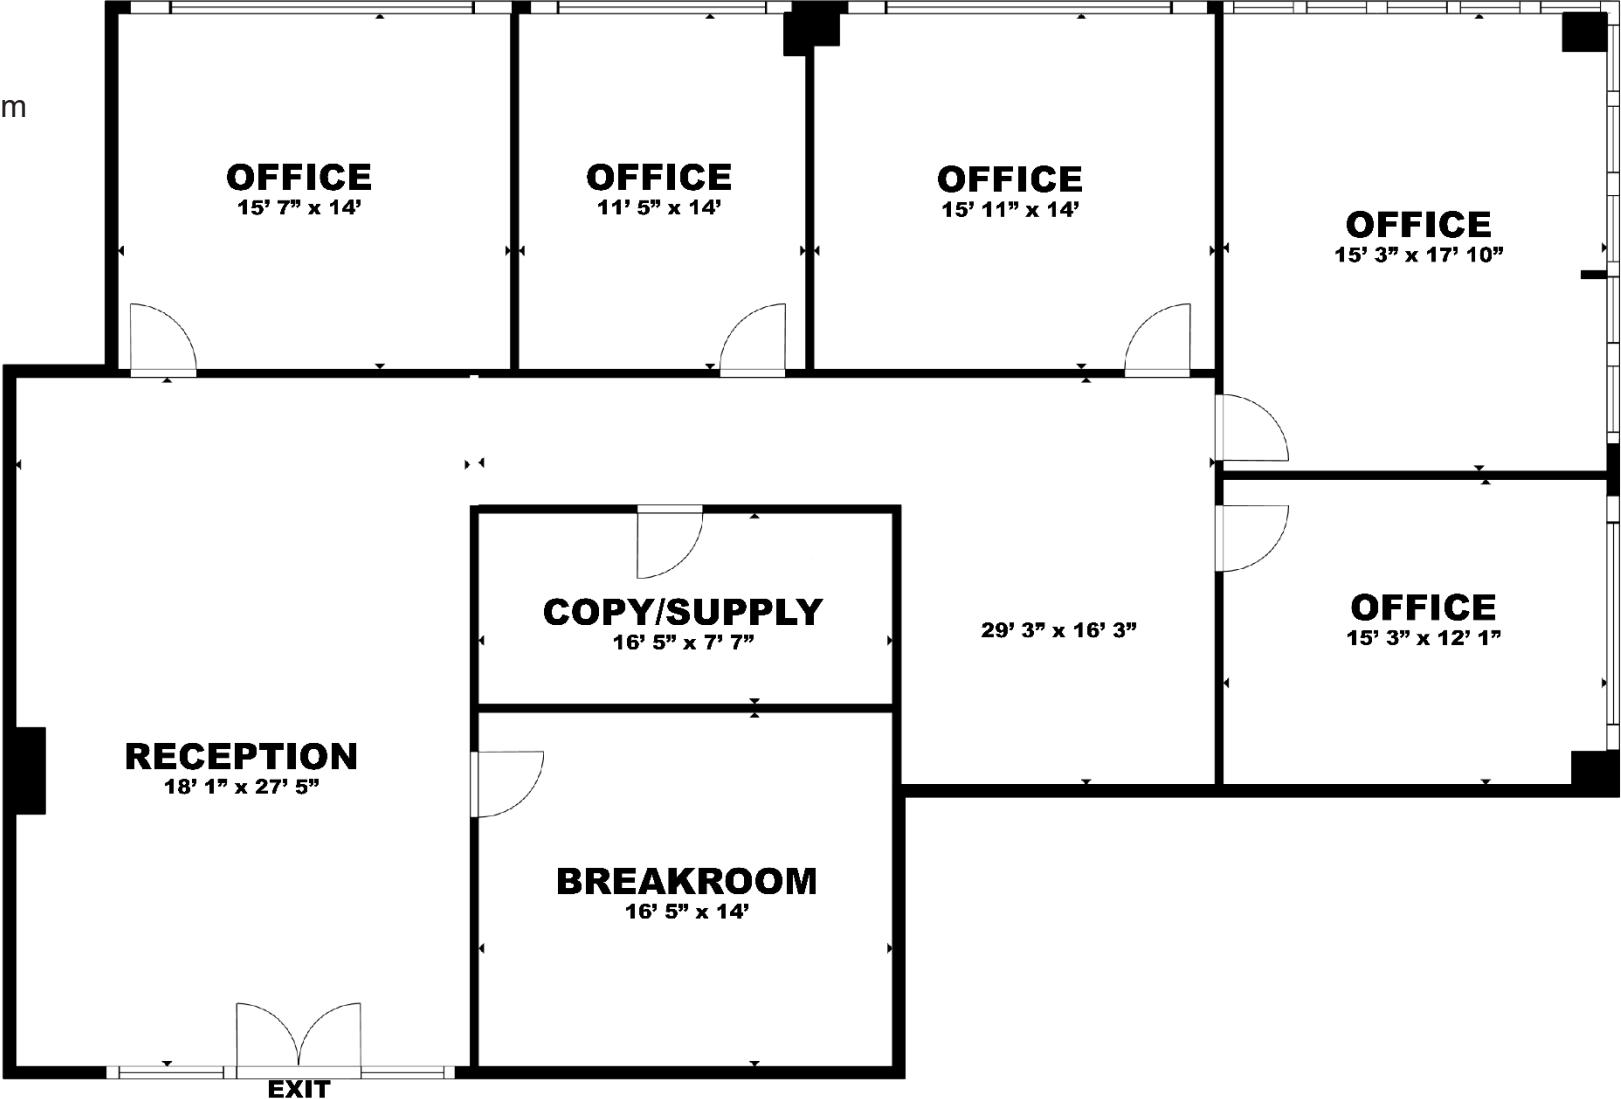 m
OFFICE
15’ 7” x 14’
OFFICE
11’ 5” x 14’
OFFICE
15’ 11” x 14’
OFFICE
15’ 3” x 17’ 10”
COPY/SUPPLY
16’ 5” x 7’ 7”
29’ 3” x 16’ 3”
OFFICE
15’ 3” x 12’ 1”
RECEPTION
18’ 1” x 27’ 5”
BREAKROOM
16’ 5” x 14’
EXIT